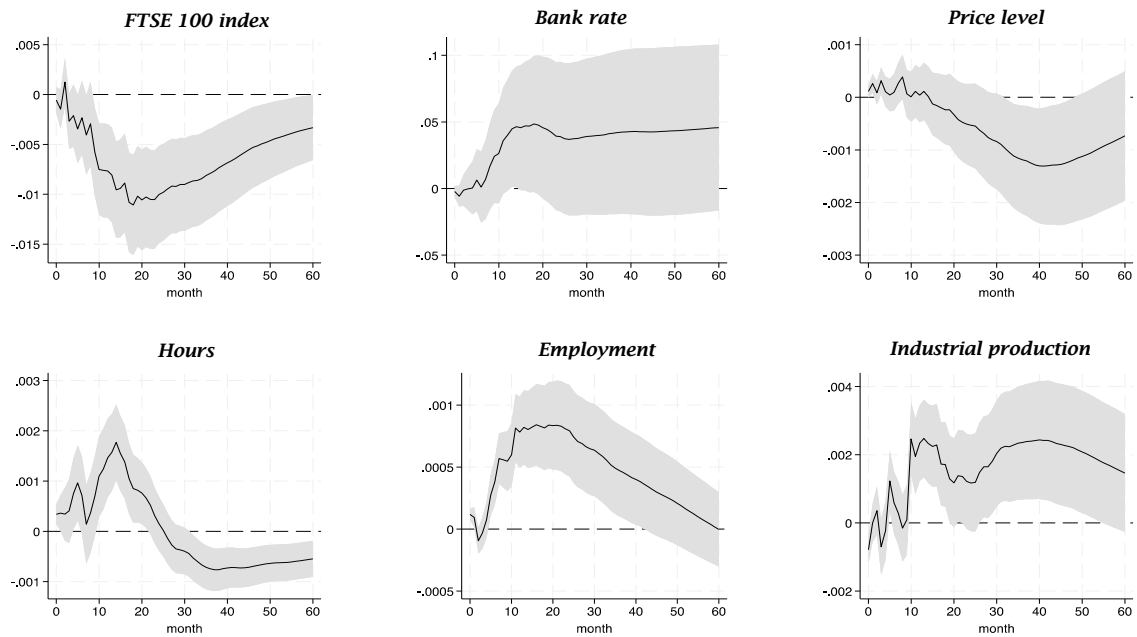 FTSE 100 index
.005
0
-.005
-.01
-.015
0 10 20 30 40 50 60
month
Bank rate
.1
.05
0
-.05
0 10 20 30 40 50 60
month
Price level
.001
0
-.001
-.002
-.003
0 10 20 30 40 50 60
month
Hours
.003
.002
.001
0
-.001
0 10 20 30 40 50 60
month
Employment
.001
.0005
0
-.0005
0 10 20 30 40 50 60
month
Industrial production
.004
.002
0
-.002
0 10 20 30 40 50 60
month